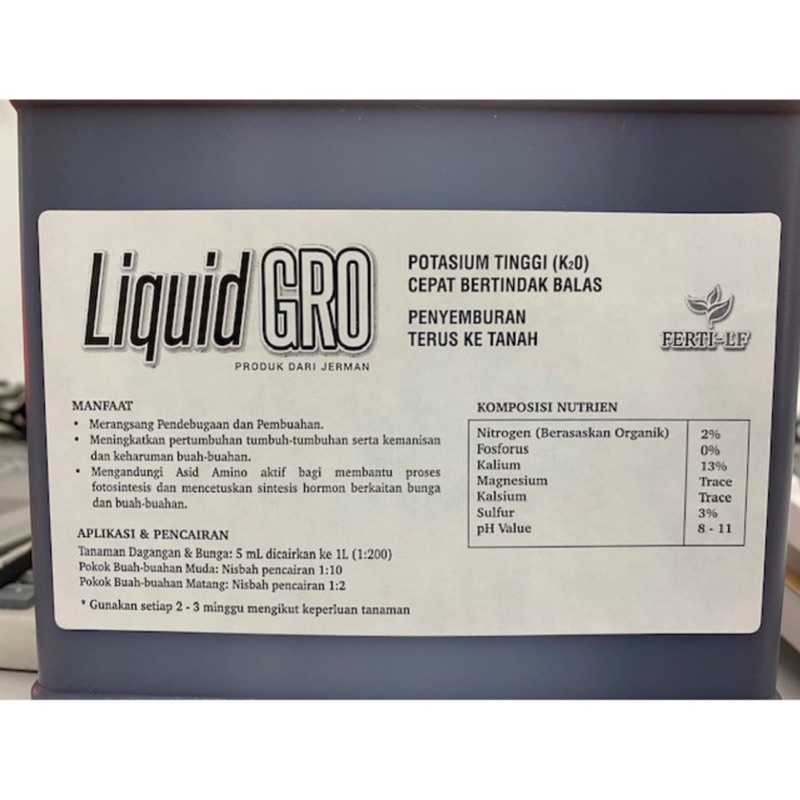 Liquid GRO
PRODUK DARI JERMAN
POTASIUM TINGGI (K₂0)
CEPAT BERTINDAK BALAS
PENYEMBURAN
TERUS KE TANAH
FERTI-LF
MANFAAT
• Merangsang Pendebugaan dan Pembuahan.
• Meningkatkan pertumbuhan tumbuh-tumbuhan serta kemanisan
dan keharuman buah-buahan.
• Mengandungi Asid Amino aktif bagi membantu proses
fotosintesis dan mencetuskan sintesis hormon berkaitan bunga
dan buah-buahan.
APLIKASI & PENCAIRAN
Tanaman Dagangan & Bunga: 5 mL dicairkan ke 1L (1:200)
Pokok Buah-buahan Muda: Nisbah pencairan 1:10
Pokok Buah-buahan Matang: Nisbah pencairan 1:2
* Gunakan setiap 2 - 3 minggu mengikut keperluan tanaman
KOMPOSISI NUTRIEN
Nitrogen (Berasaskan Organik) 2%
Fosforus 0%
Kalium 13%
Magnesium Trace
Kalsium Trace
Sulfur 3%
pH Value 8 - 11